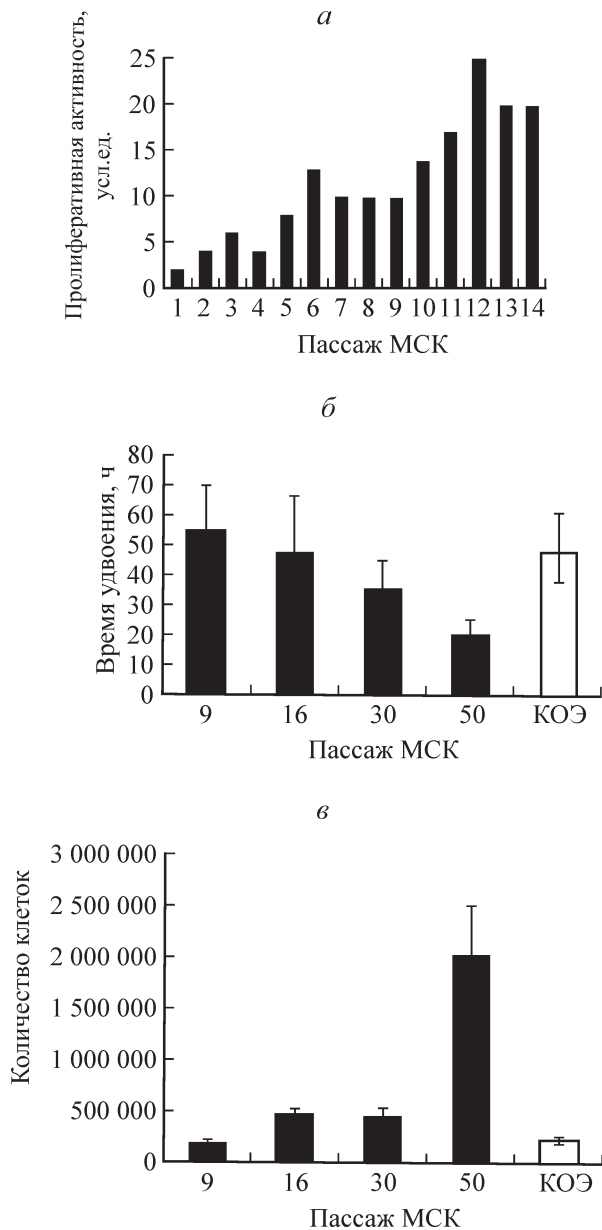 а
Пролиферативная активность,
усл.ед.
25
20
15
10
5
0
1 2 3 4 5 6 7 8 9 10 11 12 13 14
Пассаж МСК
б
Время удвоения, ч
80
70
60
50
40
30
20
10
0
9 16 30 50 КОЭ
Пассаж МСК
в
Количество клеток
3 000 000
2 500 000
2 000 000
1 500 000
1 000 000
500 000
0
9 16 30 50 КОЭ
Пассаж МСК